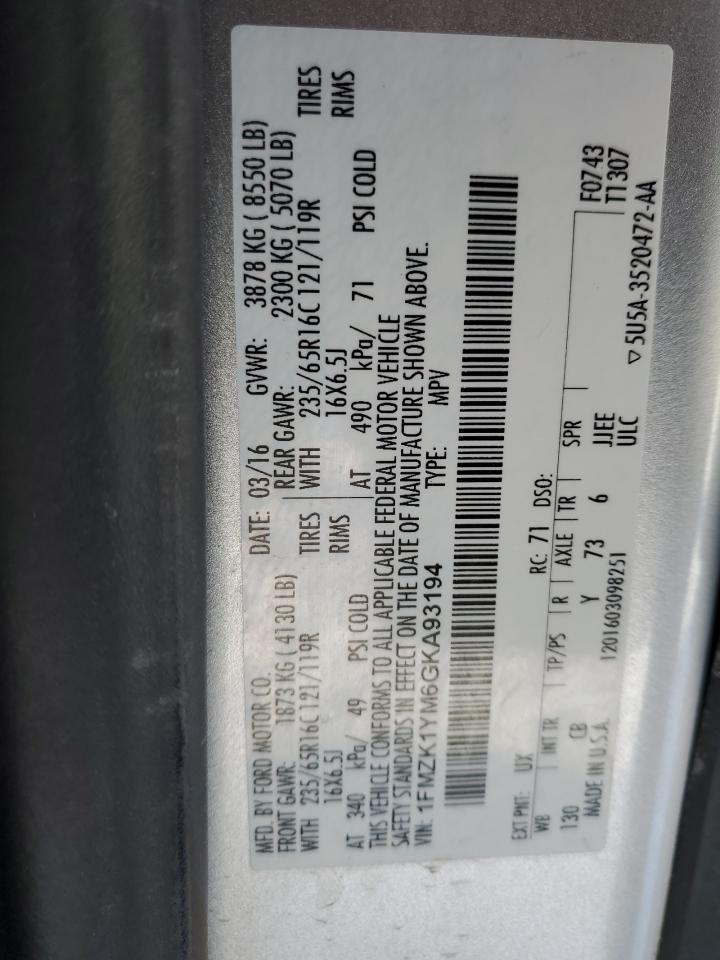 MFD. BY FORD MOTOR CO.
DATE: 03/16 GVWR: 3878 KG ( 8550 LB)
FRONT GAWR: 1873 KG ( 4130 LB) REAR GAWR: 2300 KG ( 5070 LB)
WITH 235/65R16C 121/119R TIRES WITH 235/65R16C 121/119R TIRES
16X6.5J RIMS 16X6.5J RIMS
AT 340 kPa/ 49 PSI COLD AT 490 kPa/ 71 PSI COLD
THIS VEHICLE CONFORMS TO ALL APPLICABLE FEDERAL MOTOR VEHICLE
SAFETY STANDARDS IN EFFECT ON THE DATE OF MANUFACTURE SHOWN ABOVE.
VIN: 1FMZK1YM6GKA93194 TYPE: MPV
EXT PNT: UX RC: 71 DSO:
WB INT TR TP/PS R AXLE TR SPR F0743
130 CB Y 73 6 JJEE T1307
MADE IN U.S.A. 1201603098251 ULC ▽5U5A-3520472-AA